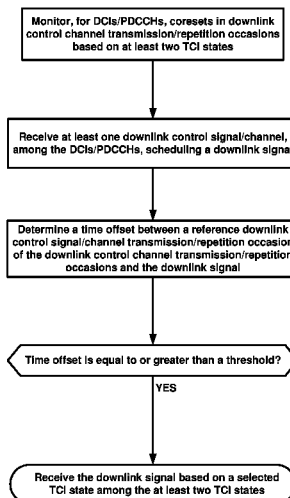 Monitor, for DCIs/PDCCHs, coresets in downlink
control channel transmission/repetition occasions
based on at least two TCI states
Receive at least one downlink control signal/channel,
among the DCIs/PDCCHs, scheduling a downlink signal
Determine a time offset between a reference downlink
control signal/channel transmission/repetition occasion
of the downlink control channel transmission/repetition
occasions and the downlink signal
Time offset is equal to or greater than a threshold?
YES
Receive the downlink signal based on a selected
TCI state among the at least two TCI states